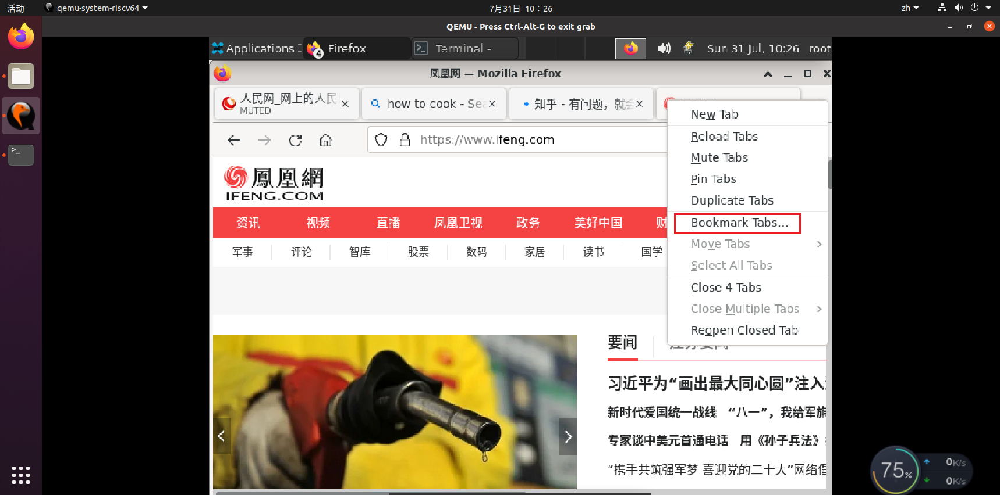 活动 qemu-system-riscv64 7月31日 10：26 zh
QEMU - Press Ctrl-Alt-G to exit grab
Applications 4 Firefox Terminal - Sun 31 Jul, 10:26 root
凤凰网 — Mozilla Firefox
人民网_网上的人民
MUTED
how to cook - Sea
知乎 - 有问题，就会
https://www.ifeng.com
鳳凰網
IFENG.COM
资讯 视频 直播 凤凰卫视 政务 美好中国 财
军事 评论 智库 股票 数码 家居 读书 国学
New Tab
Reload Tabs
Mute Tabs
Pin Tabs
Duplicate Tabs
Bookmark Tabs...
Move Tabs
Select All Tabs
Close 4 Tabs
Close Multiple Tabs
Reopen Closed Tab
要闻 江苏要闻
习近平为“画出最大同心圆”注入
新时代爱国统一战线 “八一”，我给军旗
专家谈中美元首通电话 用《孙子兵法》
“携手共筑强军梦 喜迎党的二十大”网络倡
75%
0K/s
0K/s